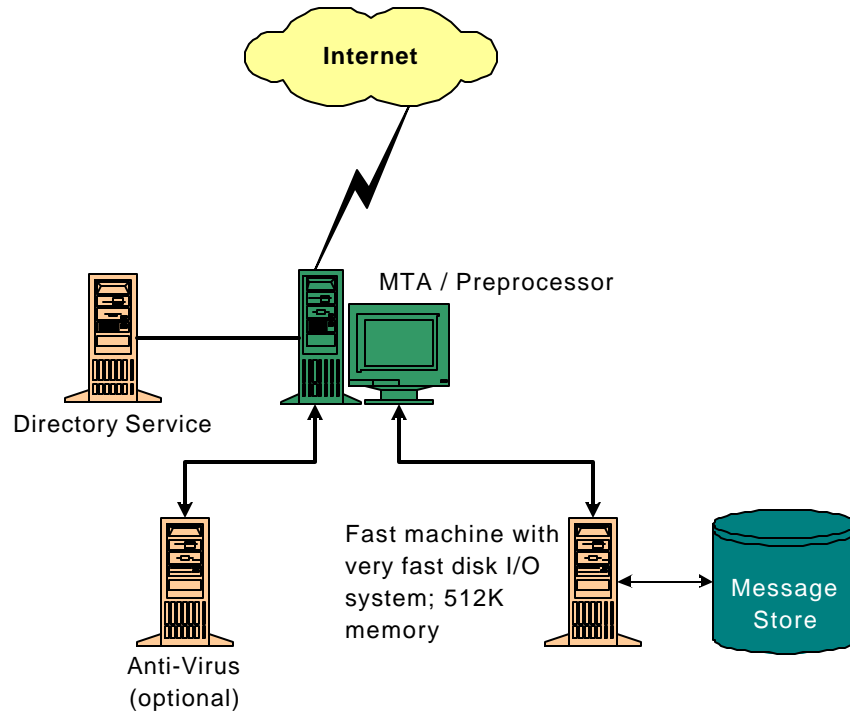 Internet
MTA / Preprocessor
Directory Service
Fast machine with
very fast disk I/O
system; 512K
memory
Message
Store
Anti-Virus
(optional)